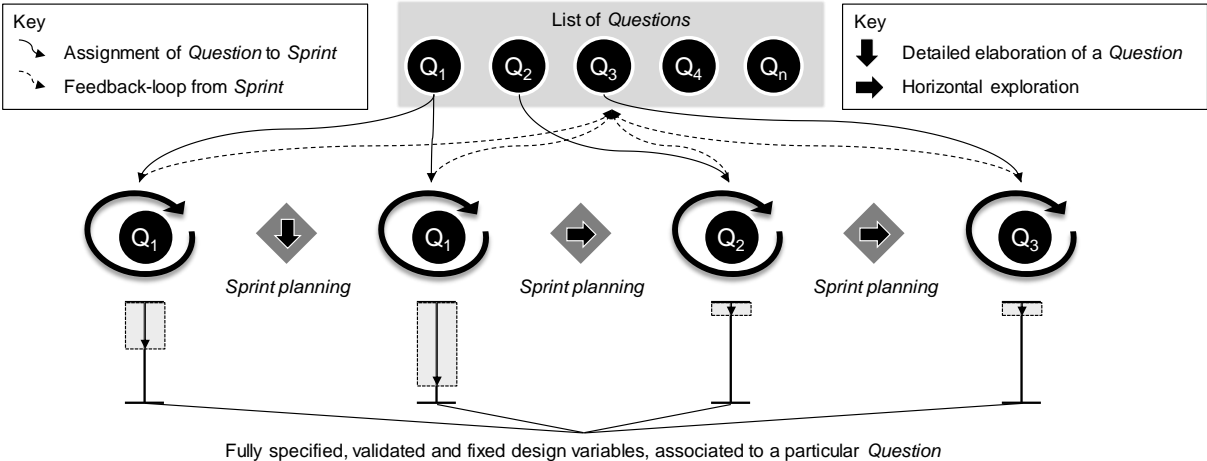 Key
Assignment of Question to Sprint
Feedback-loop from Sprint
List of Questions
Q1 Q2 Q3 Q4 Qn
Key
Detailed elaboration of a Question
Horizontal exploration
Q1 Q1 Q2 Q3
Sprint planning Sprint planning Sprint planning
Fully specified, validated and fixed design variables, associated to a particular Question